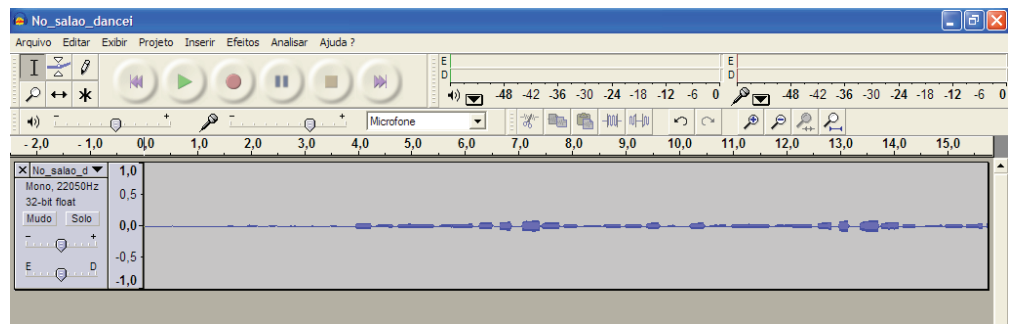 No_salao_dancei
Arquivo Editar Exibir Projeto Inserir Efeitos Analisar Ajuda ?
E
D
-48 -42 -36 -30 -24 -18 -12 -6 0
E
D
-48 -42 -36 -30 -24 -18 -12 -6 0
- + - + Microfone
- 2,0 - 1,0 0,0 1,0 2,0 3,0 4,0 5,0 6,0 7,0 8,0 9,0 10,0 11,0 12,0 13,0 14,0 15,0
X No_salao_d
Mono, 22050Hz
32-bit float
Mudo Solo
- +
E D
1,0
0,5
0,0
-0,5
-1,0